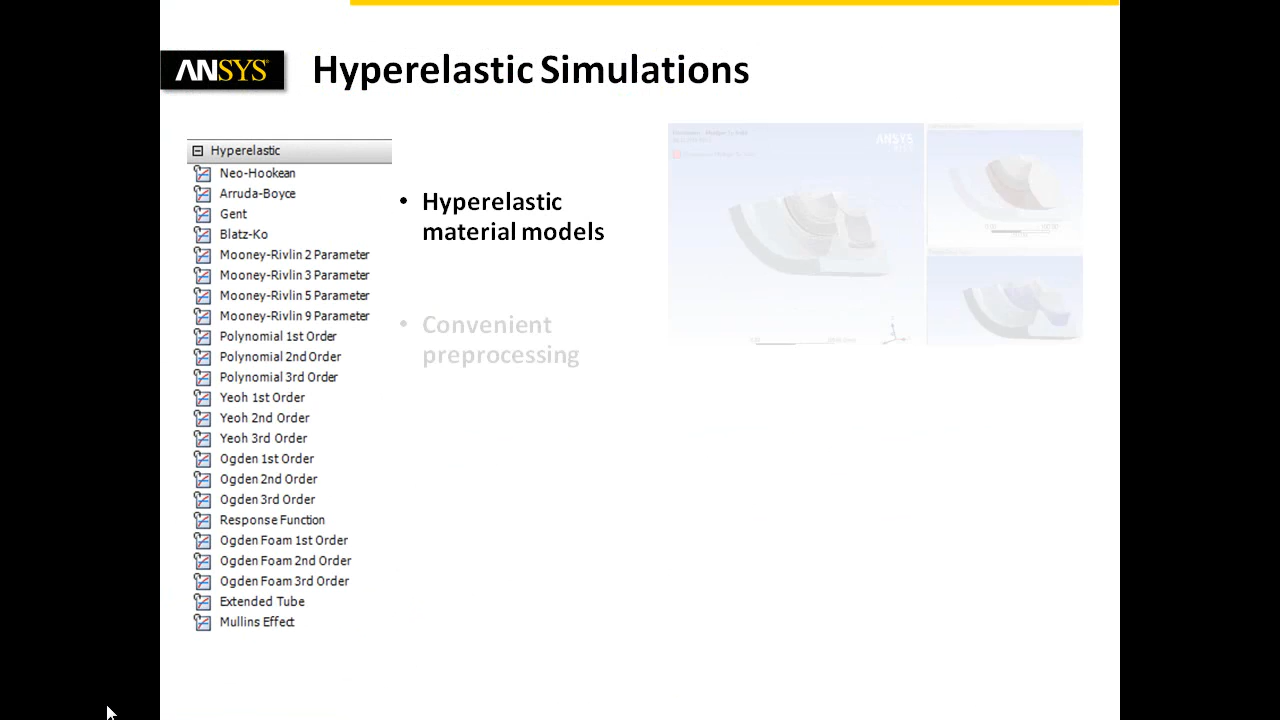 ANSYS
Hyperelastic Simulations
Hyperelastic
Neo-Hookean
Arruda-Boyce
Gent
Blatz-Ko
Mooney-Rivlin 2 Parameter
Mooney-Rivlin 3 Parameter
Mooney-Rivlin 5 Parameter
Mooney-Rivlin 9 Parameter
Polynomial 1st Order
Polynomial 2nd Order
Polynomial 3rd Order
Yeoh 1st Order
Yeoh 2nd Order
Yeoh 3rd Order
Ogden 1st Order
Ogden 2nd Order
Ogden 3rd Order
Response Function
Ogden Foam 1st Order
Ogden Foam 2nd Order
Ogden Foam 3rd Order
Extended Tube
Mullins Effect
• Hyperelastic
material models
• Convenient
preprocessing
ANSYS